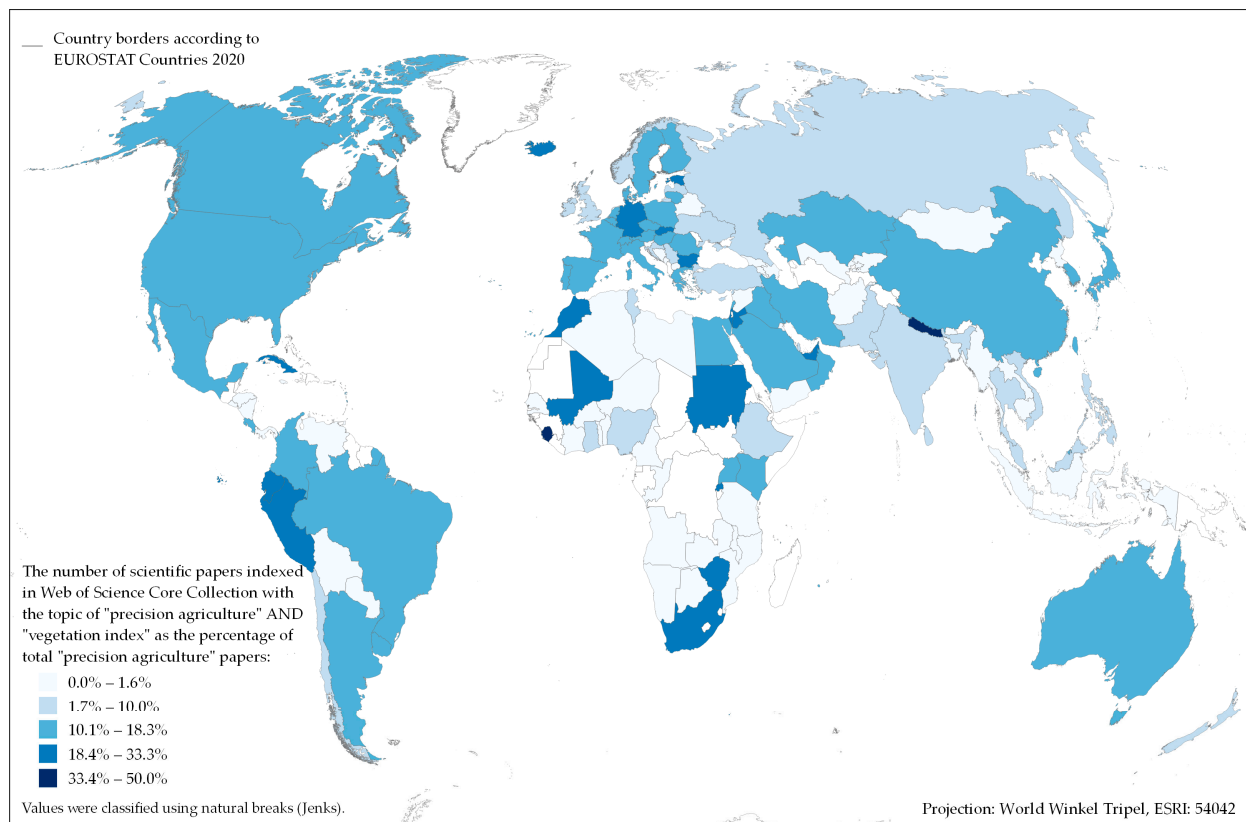 Country borders according to
EUROSTAT Countries 2020
The number of scientific papers indexed
in Web of Science Core Collection with
the topic of "precision agriculture" AND
"vegetation index" as the percentage of
total "precision agriculture" papers:
0.0% – 1.6%
1.7% – 10.0%
10.1% – 18.3%
18.4% – 33.3%
33.4% – 50.0%
Values were classified using natural breaks (Jenks).
Projection: World Winkel Tripel, ESRI: 54042